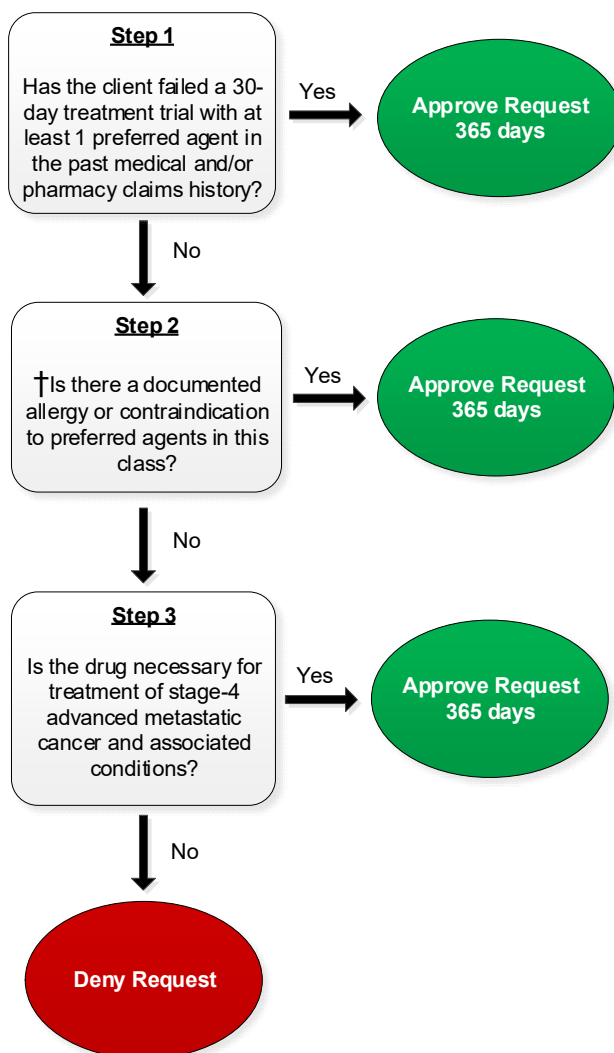 Step 1
Has the client failed a 30-
day treatment trial with at
least 1 preferred agent in
the past medical and/or
pharmacy claims history?
Yes
Approve Request
365 days
No
Step 2
†Is there a documented
allergy or contraindication
to preferred agents in this
class?
Yes
Approve Request
365 days
No
Step 3
Is the drug necessary for
treatment of stage-4
advanced metastatic
cancer and associated
conditions?
Yes
Approve Request
365 days
No
Deny Request